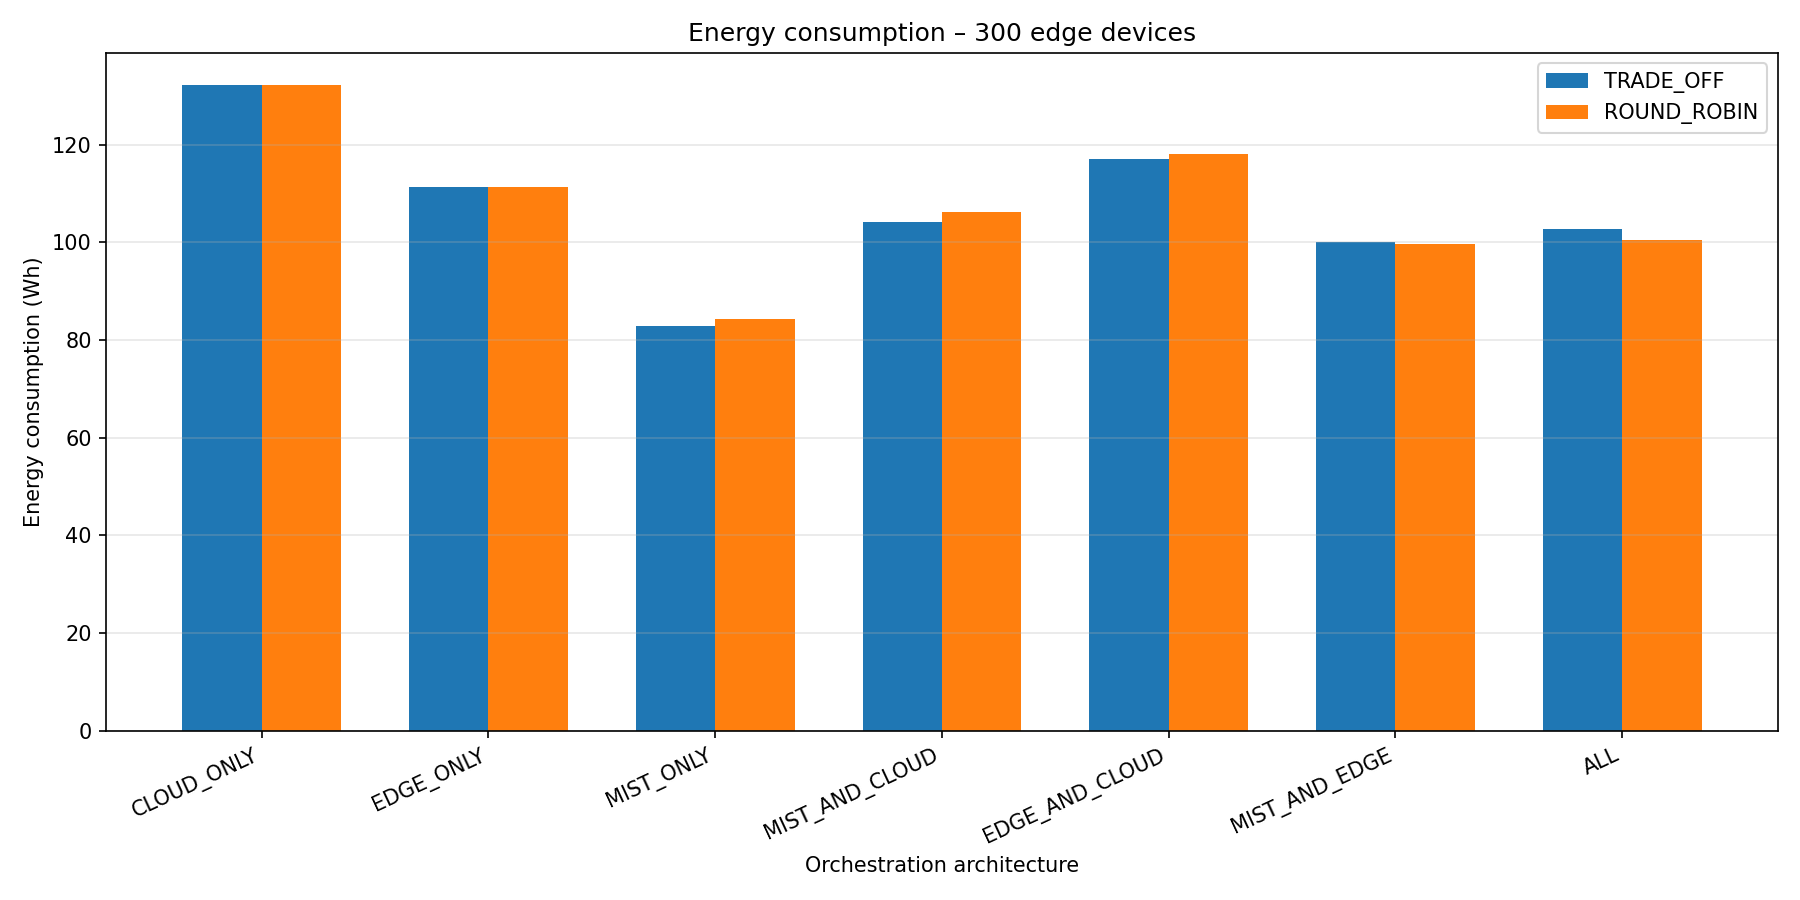 Energy consumption – 300 edge devices
TRADE_OFF
ROUND_ROBIN
Energy consumption (Wh)
120
100
80
60
40
20
0
CLOUD_ONLY
EDGE_ONLY
MIST_ONLY
MIST_AND_CLOUD
EDGE_AND_CLOUD
MIST_AND_EDGE
ALL
Orchestration architecture